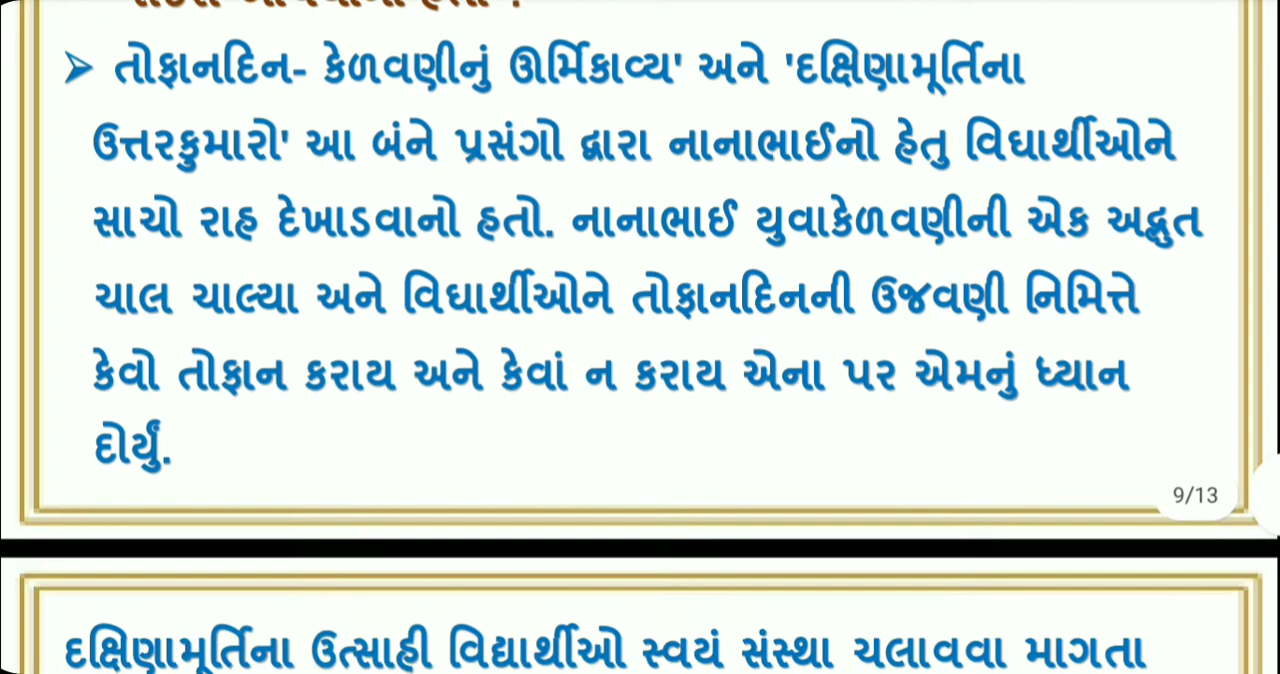 ➢ તોફાનદિન- કેળવણીનું ઊર્મિકાવ્ય' અને 'દક્ષિણામૂર્તિના
ઉત્તરકુમારો' આ બંને પ્રસંગો દ્વારા નાનાભાઈનો હેતુ વિઘાર્થીઓને
સાચો રાહ દેખાડવાનો હતો. નાનાભાઈ યુવાકેળવણીની એક અદ્ભુત
ચાલ ચાલ્યા અને વિઘાર્થીઓને તોફાનદિનની ઉજવણી નિમિત્તે
કેવો તોફાન કરાય અને કેવાં ન કરાય એના પર એમનું ધ્યાન
દોર્યું.
9/13
દક્ષિણામૂર્તિના ઉત્સાહી વિદ્યાર્થીઓ સ્વયં સંસ્થા ચલાવવા માગતા